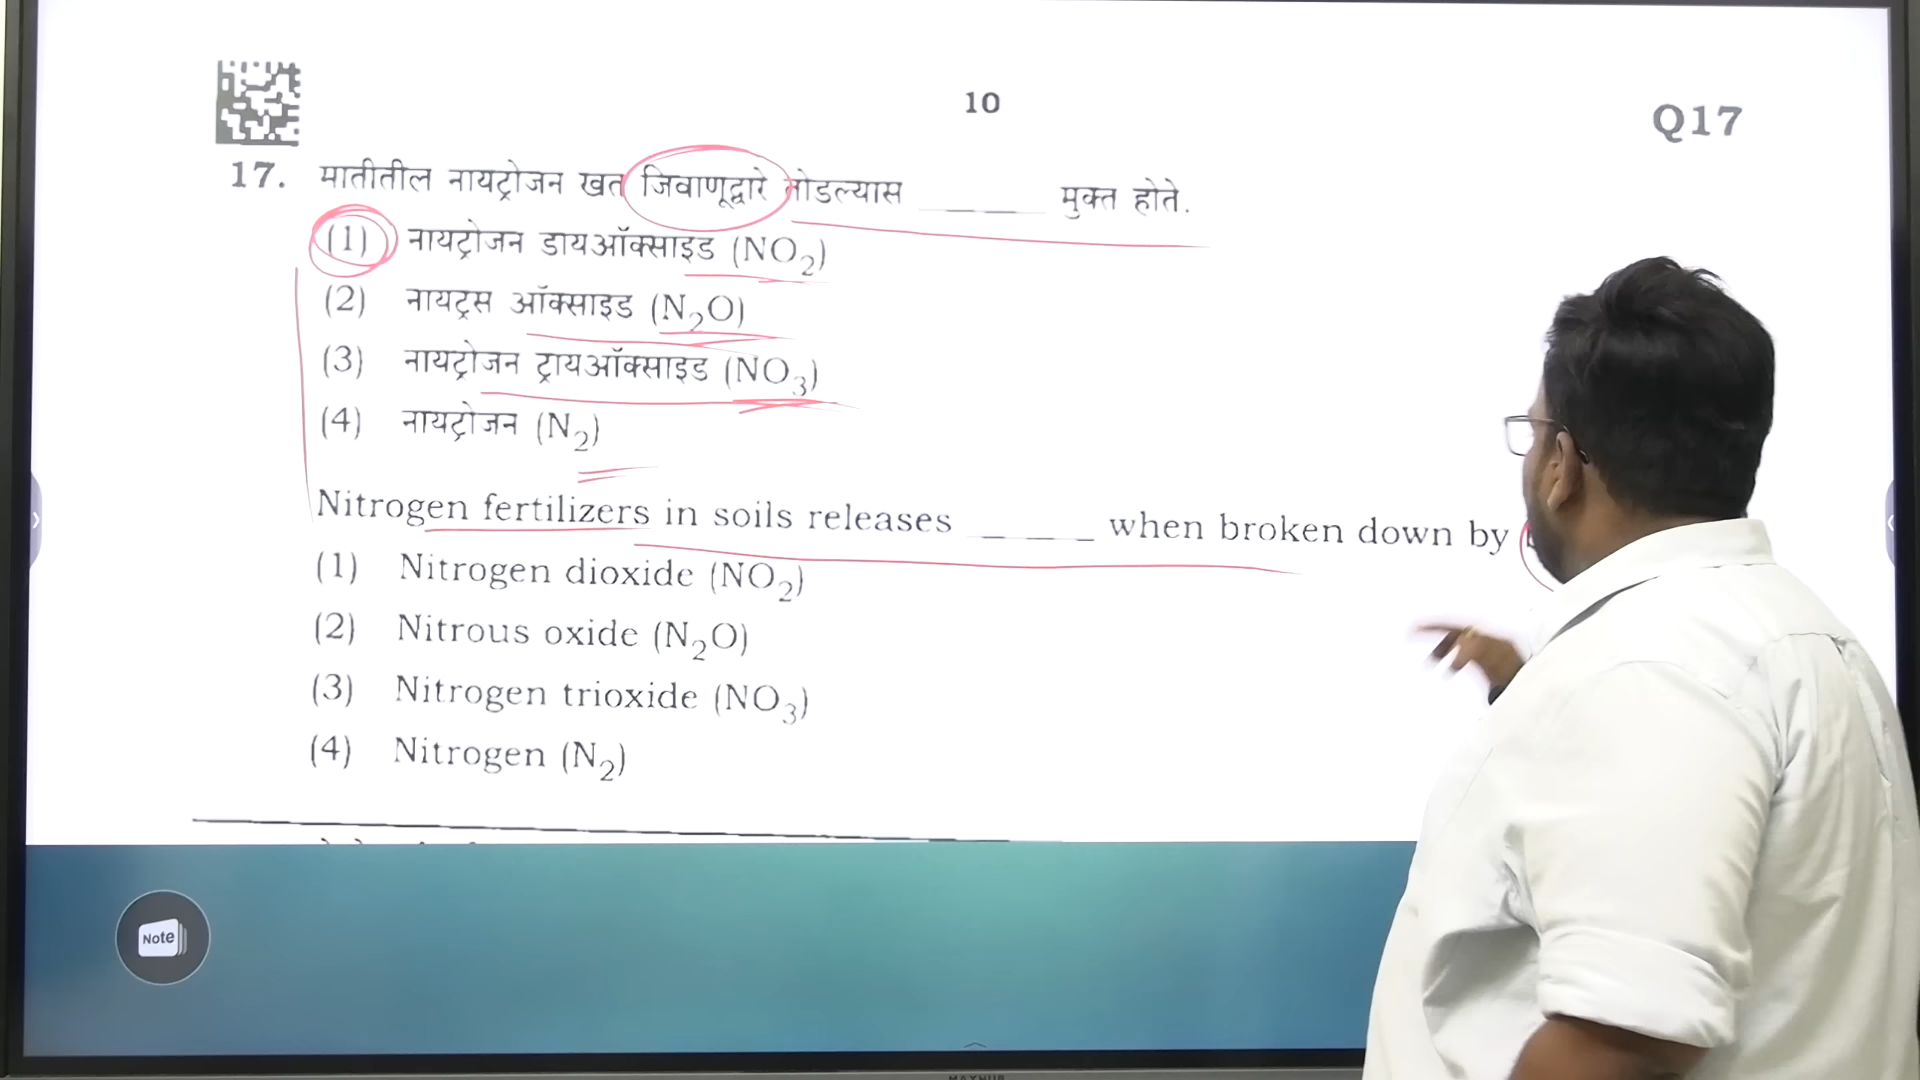 10
Q17
17. मातीतील नायट्रोजन खत जिवाणूद्वारे तोडल्यास ______ मुक्त होते.
(1) नायट्रोजन डायऑक्साइड (NO₂)
(2) नायट्रस ऑक्साइड (N₂O)
(3) नायट्रोजन ट्रायऑक्साइड (NO₃)
(4) नायट्रोजन (N₂)
Nitrogen fertilizers in soils releases ______ when broken down by
(1) Nitrogen dioxide (NO₂)
(2) Nitrous oxide (N₂O)
(3) Nitrogen trioxide (NO₃)
(4) Nitrogen (N₂)
Note